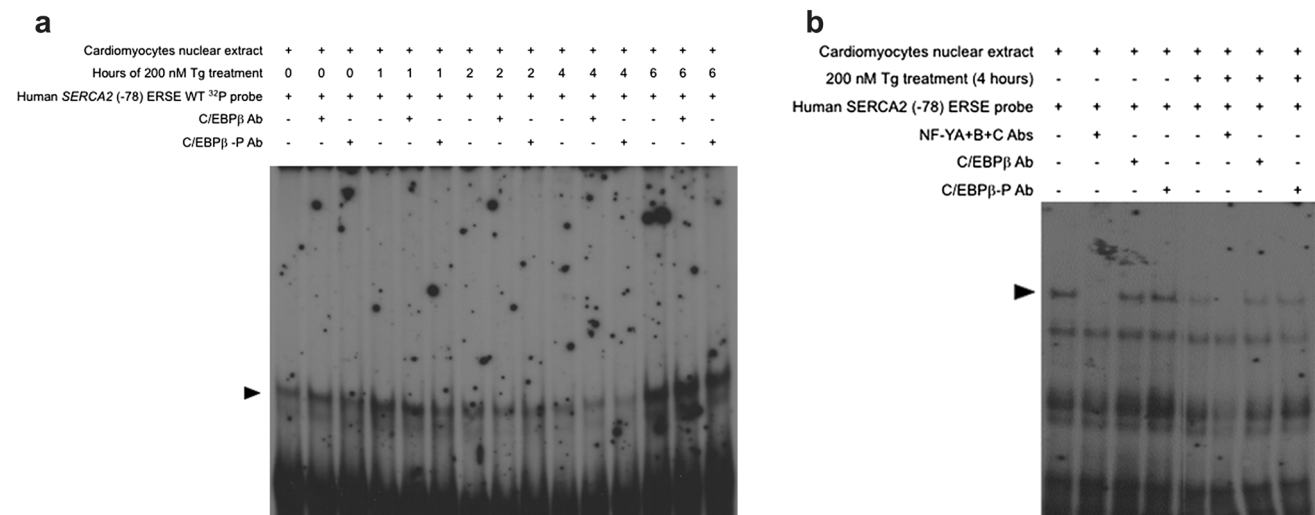 a
Cardiomyocytes nuclear extract + + + + + + + + + + + + + + +
Hours of 200 nM Tg treatment 0 0 0 1 1 1 2 2 2 4 4 4 6 6 6
Human SERCA2 (-78) ERSE WT 32P probe + + + + + + + + + + + + + + +
C/EBPβ Ab - + - - + - - + - - + - - + -
C/EBPβ -P Ab - - + - - + - - + - - + - - +
b
Cardiomyocytes nuclear extract + + + + + + + +
200 nM Tg treatment (4 hours) - - - - + + + +
Human SERCA2 (-78) ERSE probe + + + + + + + +
NF-YA+B+C Abs - + - - - + - -
C/EBPβ Ab - - + - - - + -
C/EBPβ-P Ab - - - + - - - +